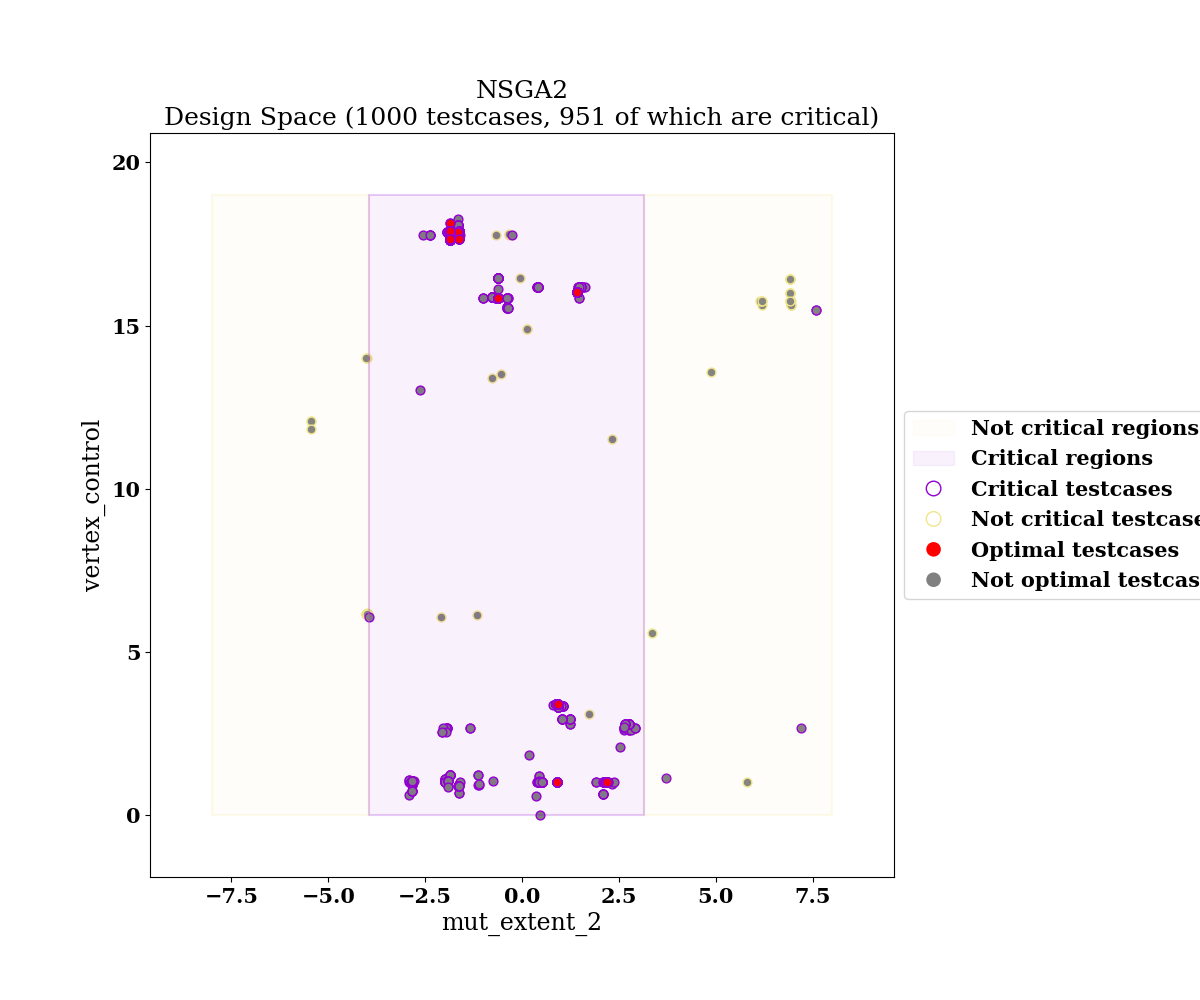 NSGA2
Design Space (1000 testcases, 951 of which are critical)
20
15
10
5
0
vertex_control
−7.5
−5.0
−2.5
0.0
2.5
5.0
7.5
mut_extent_2
Not critical regions
Critical regions
Critical testcases
Not critical testcase
Optimal testcases
Not optimal testcas